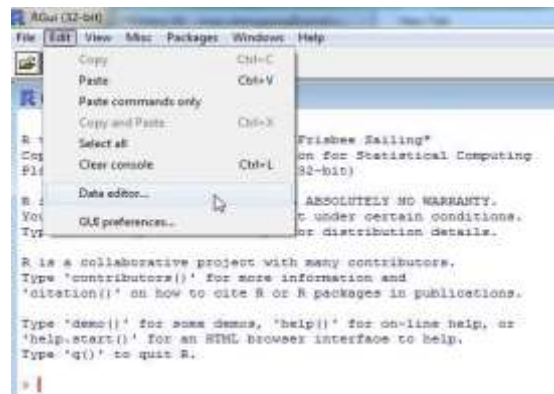 RGui (32-bit)
File Edit View Misc Packages Windows Help
Copy Ctrl+C
Paste Ctrl+V
Paste commands only
Copy and Paste Ctrl+X
Select all
Clear console Ctrl+L
Data editor...
GUI preferences...
R Frisbee Sailing"
Cop on for Statistical Computing
Pla 32-bit)
R ABSOLUTELY NO WARRANTY.
You t under certain conditions.
Typ or distribution details.
R is a collaborative project with many contributors.
Type 'contributors()' for more information and
'citation()' on how to cite R or R packages in publications.
Type 'demo()' for some demos, 'help()' for on-line help, or
'help.start()' for an HTML browser interface to help.
Type 'q()' to quit R.
>